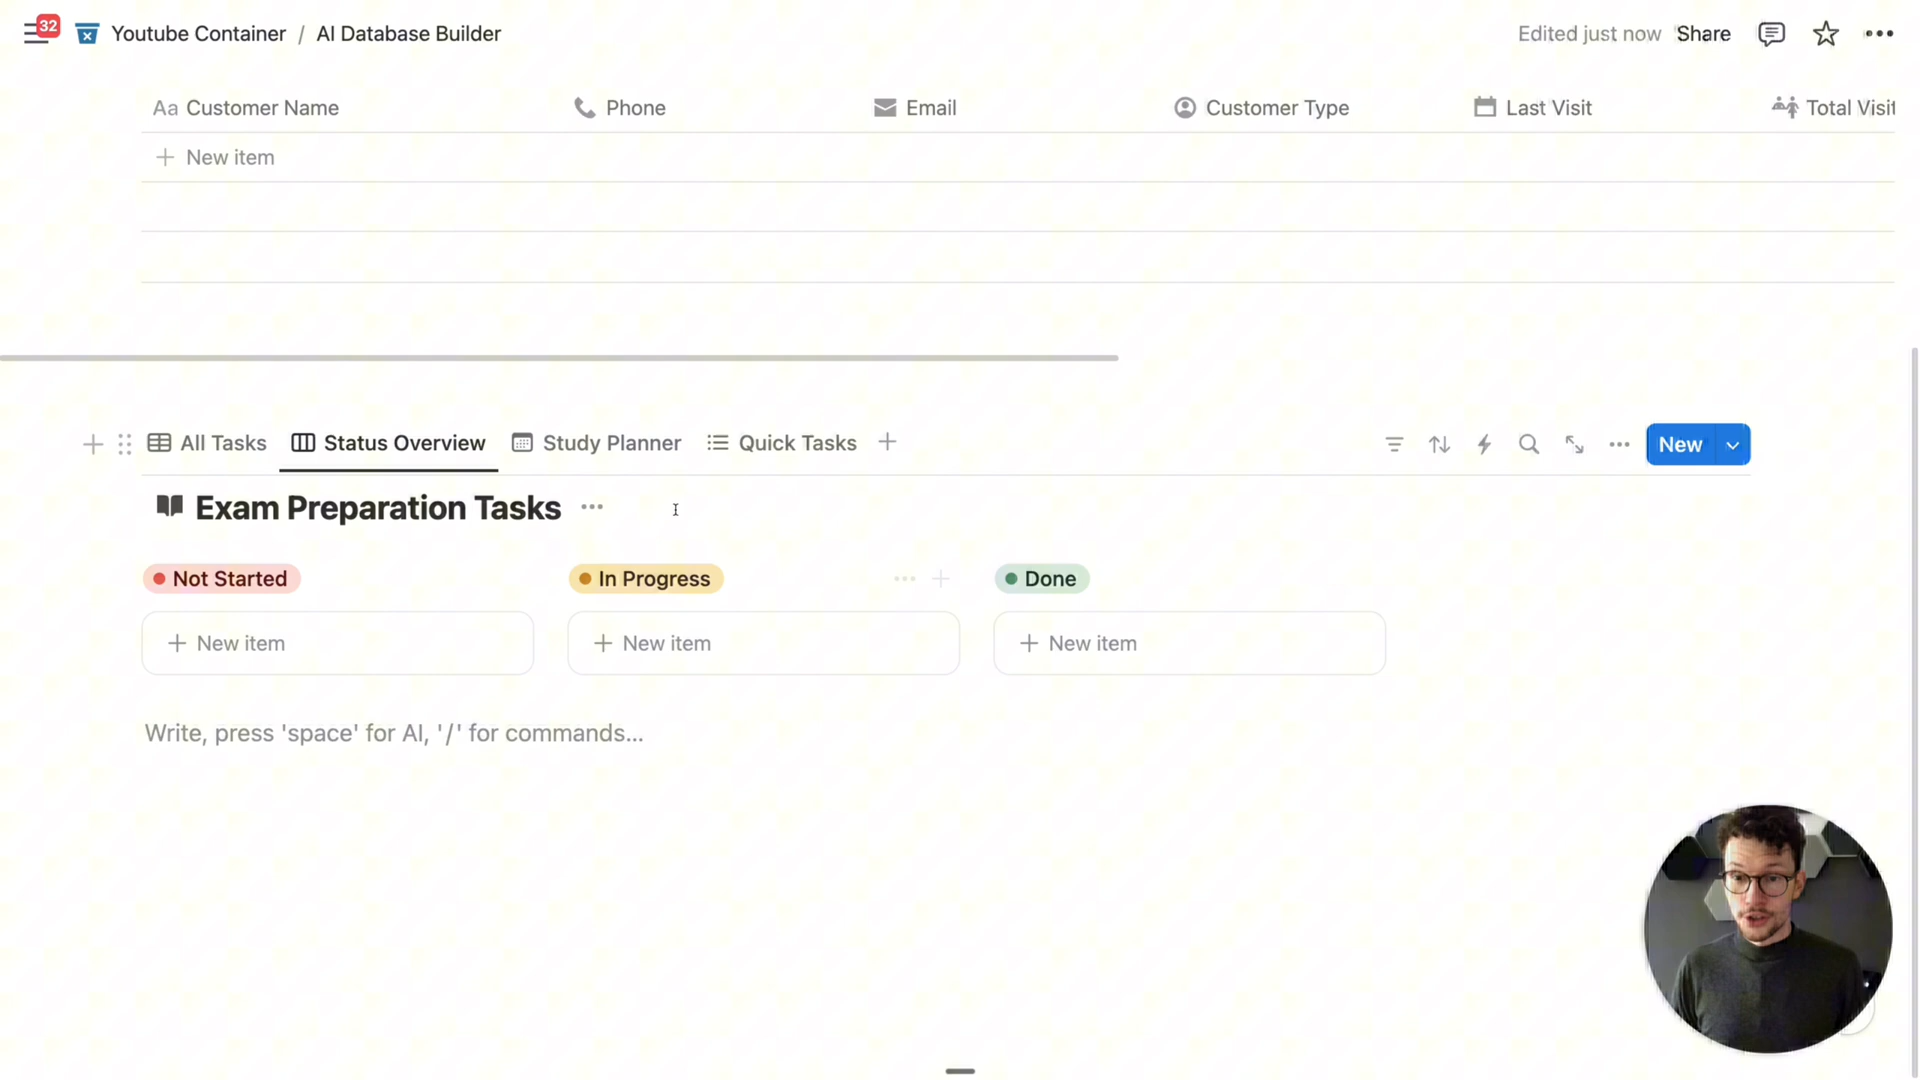 32 Youtube Container / AI Database Builder Edited just now Share
Aa Customer Name Phone Email Customer Type Last Visit Total Visit
+ New item
All Tasks Status Overview Study Planner Quick Tasks + New
Exam Preparation Tasks
Not Started In Progress Done
+ New item + New item + New item
Write, press 'space' for AI, '/' for commands...